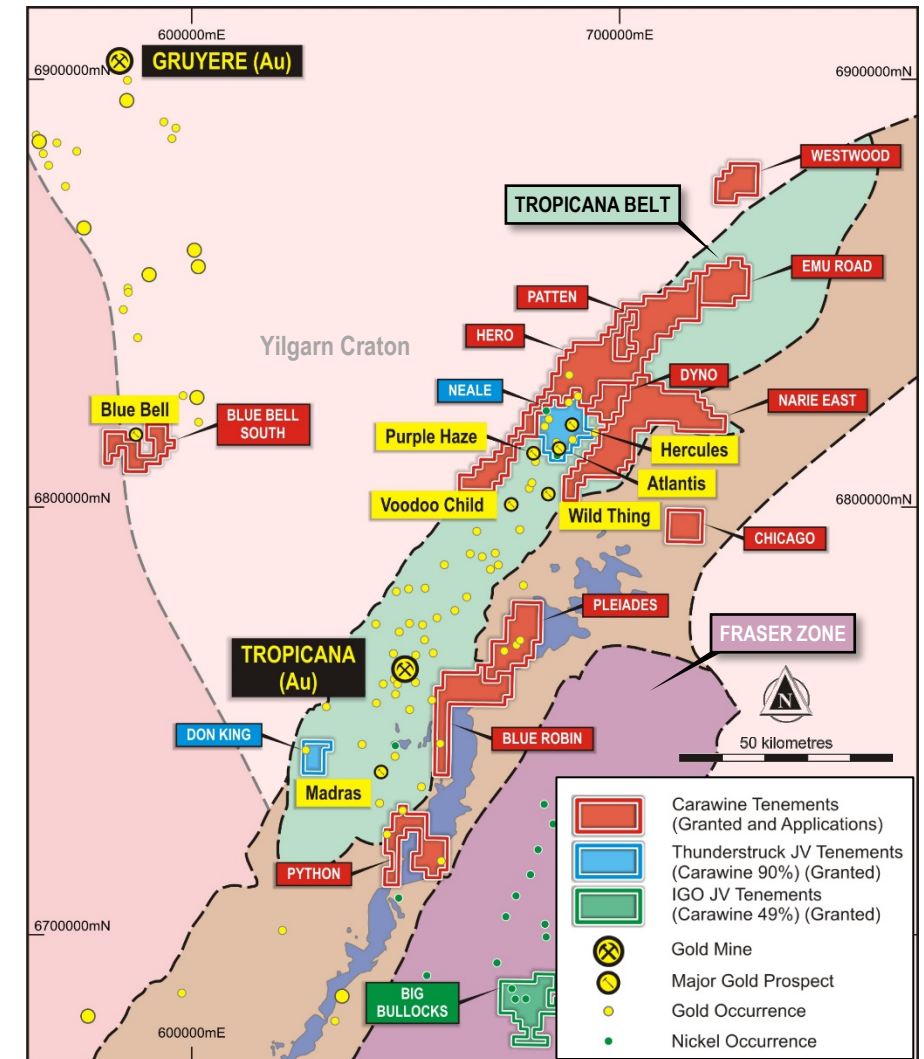 600000mE
700000mE
GRUYERE (Au)
6900000mN
6900000mN
WESTWOOD
TROPICANA BELT
EMU ROAD
PATTEN
HERO
Yilgarn Craton
DYNO
NEALE
NARIE EAST
Blue Bell
BLUE BELL
SOUTH
Purple Haze
Hercules
Atlantis
6800000mN
6800000mN
Voodoo Child
Wild Thing
CHICAGO
PLEIADES
FRASER ZONE
TROPICANA
(Au)
N
DON KING
BLUE ROBIN
50 kilometres
Madras
Carawine Tenements
(Granted and Applications)
Thunderstruck JV Tenements
(Carawine 90%) (Granted)
PYTHON
IGO JV Tenements
(Carawine 49%) (Granted)
6700000mN
Gold Mine
Major Gold Prospect
BIG
BULLOCKS
Gold Occurrence
600000mE
Nickel Occurrence